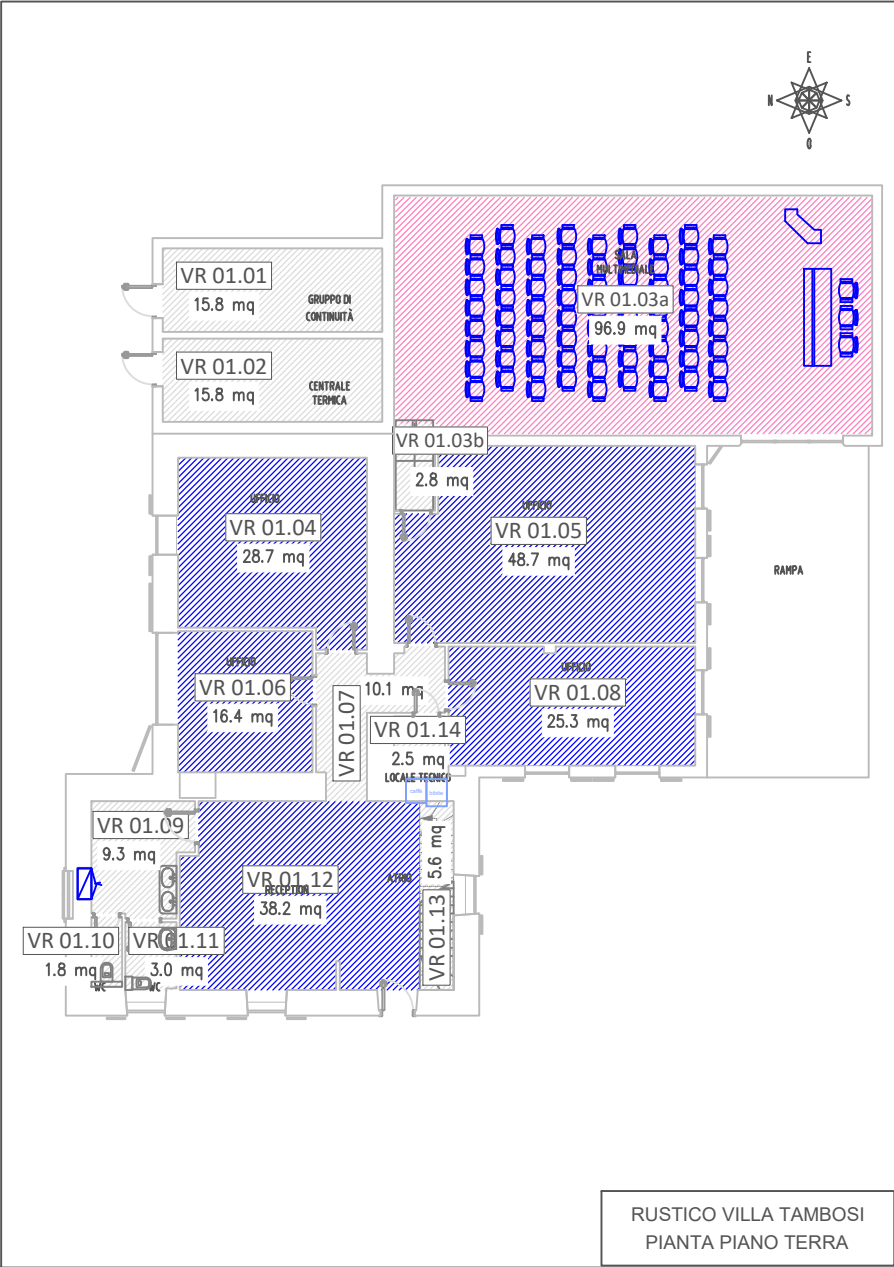 E
N
S
O
VR 01.01
15.8 mq
GRUPPO DI
CONTINUITÀ
SALA
MULTIMEDIALE
VR 01.03a
96.9 mq
VR 01.02
15.8 mq
CENTRALE
TERMICA
VR 01.03b
2.8 mq
UFFICIO
VR 01.04
28.7 mq
UFFICIO
VR 01.05
48.7 mq
RAMPA
UFFICIO
VR 01.06
16.4 mq
VR 01.07
10.1 mq
UFFICIO
VR 01.08
25.3 mq
VR 01.14
2.5 mq
LOCALE TECNICO
caffè
bibite
VR 01.09
9.3 mq
VR 01.12
RECEPTION
38.2 mq
ATRIO
5.6 mq
VR 01.13
VR 01.10
1.8 mq
WC
VR 01.11
3.0 mq
WC
RUSTICO VILLA TAMBOSI
PIANTA PIANO TERRA